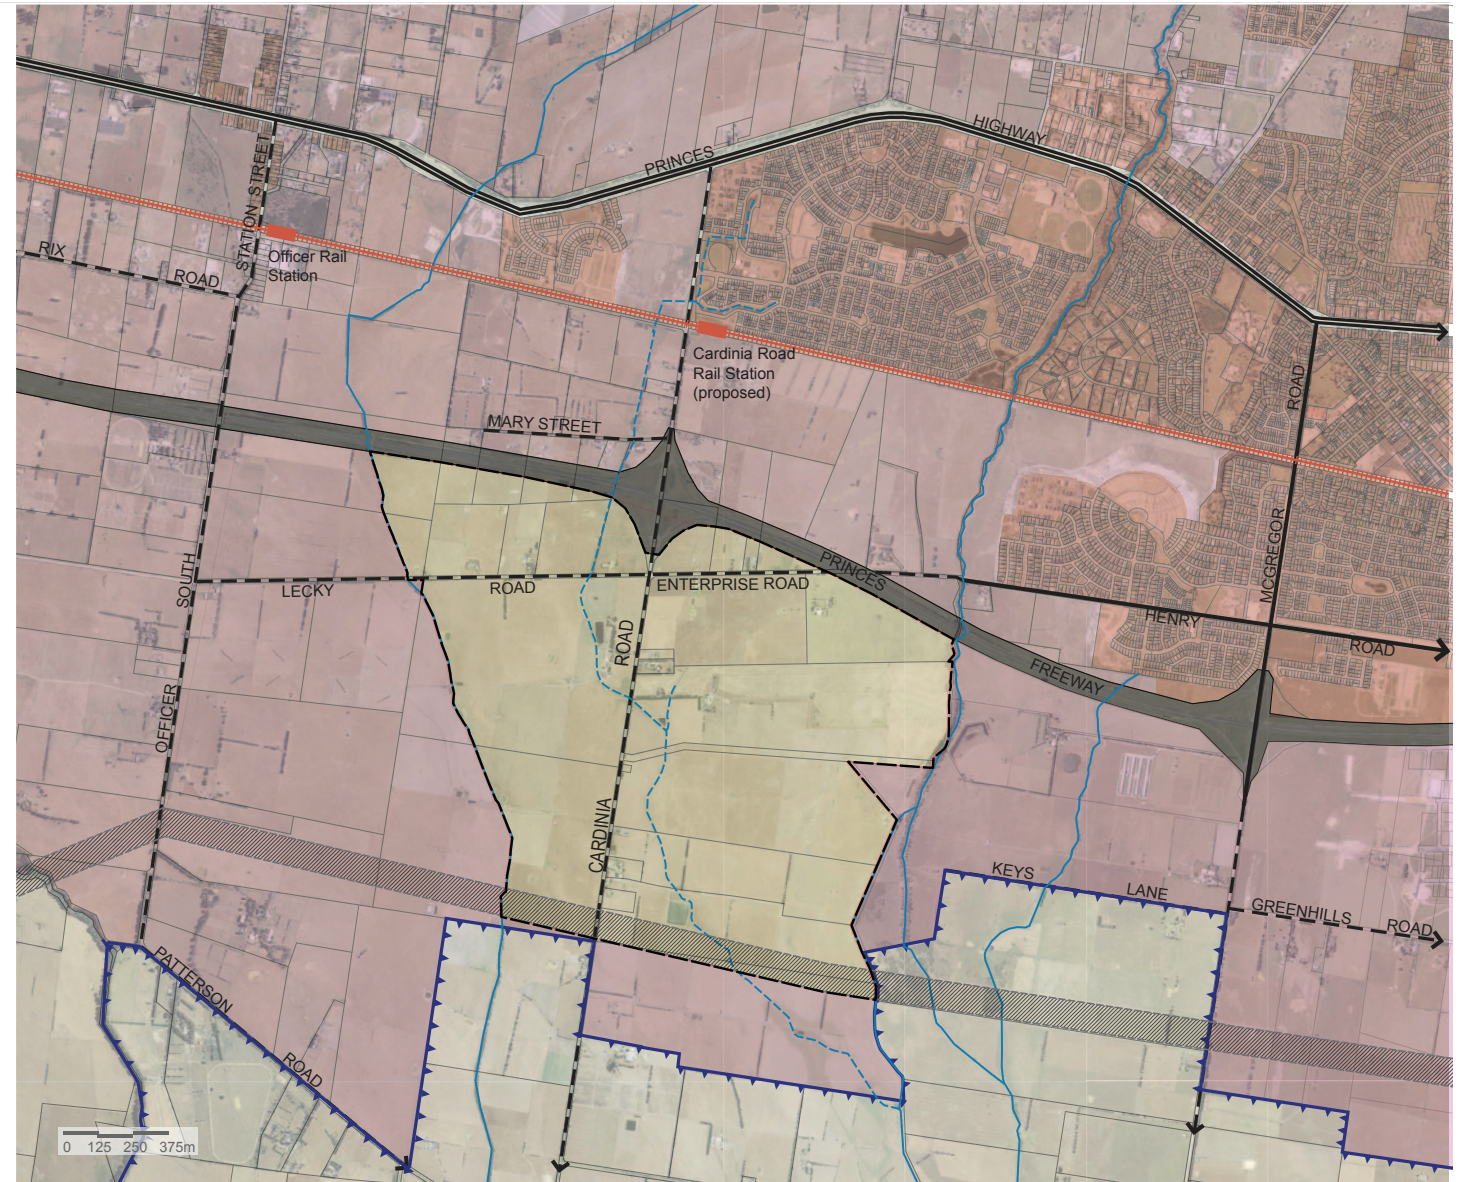 HIGHWAY
PRINCES
STATION STREET
RIX
ROAD
Officer Rail
Station
Cardinia Road
Rail Station
(proposed)
ROAD
MARY STREET
SOUTH
LECKY
ROAD
ENTERPRISE ROAD
PRINCES
MCGREGOR
HENRY
ROAD
ROAD
FREEWAY
OFFICER
CARDINIA
KEYS
LANE
GREENHILLS
ROAD
PATTERSON
ROAD
0 125 250 375m